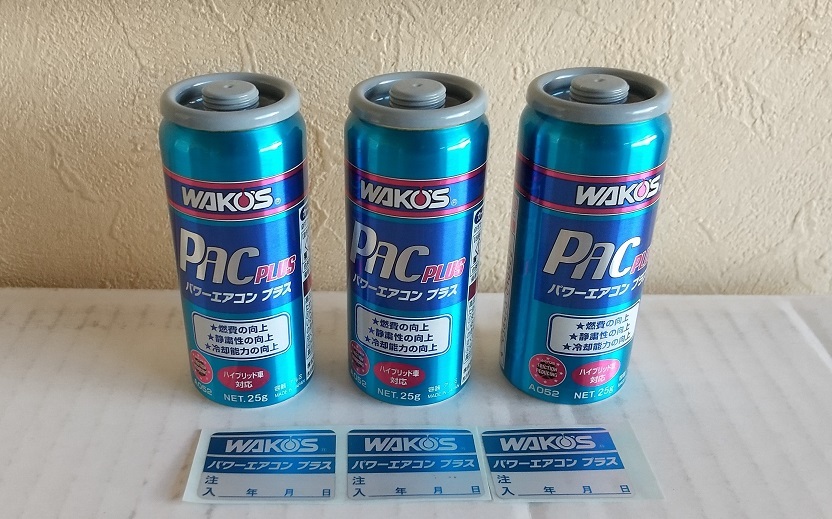 WAKO'S
PAC PLUS
パワーエアコン プラス
★燃費の向上
★静粛性の向上
★冷却能力の向上
ハイブリッド車
対応
A052
NET.25g
WAKO'S
PAC PLUS
パワーエアコン プラス
★燃費の向上
★静粛性の向上
★冷却能力の向上
ハイブリッド車
対応
A052
NET.25g
WAKO'S
PAC
パワーエアコン プラ
★燃費の向上
★静粛性の向上
★冷却能力の向上
ハイブリッド車
対応
A052
NET.25g
WAKO'S
パワーエアコン プラス
注
入 年 月 日
WAKO'S
パワーエアコン プラス
注
入 年 月 日
WAKO'S
パワーエアコン プラス
注
入 年 月 日